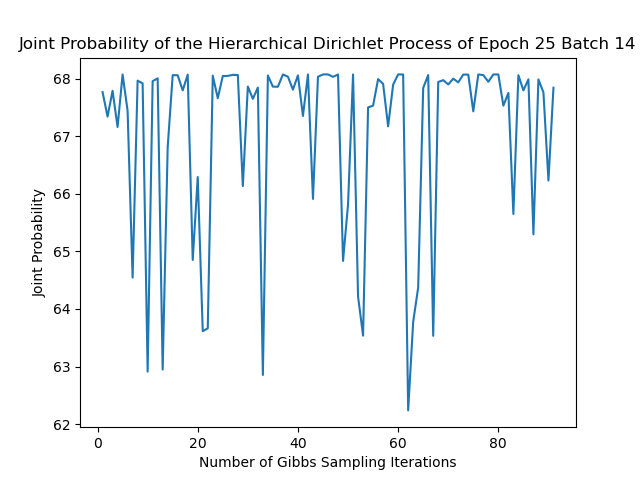 Joint Probability of the Hierarchical Dirichlet Process of Epoch 25 Batch 14
68
67
66
65
64
63
62
Joint Probability
0 20 40 60 80
Number of Gibbs Sampling Iterations